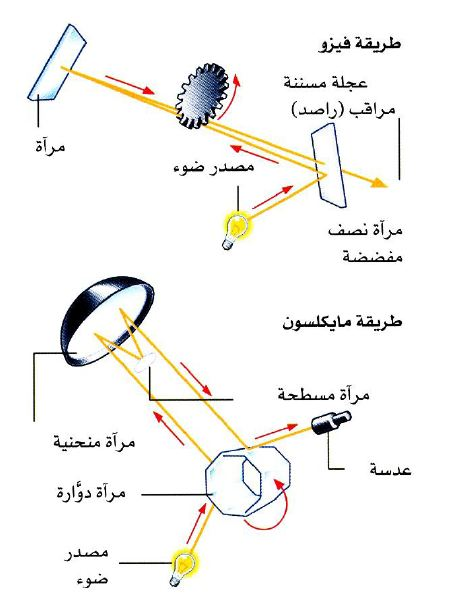 طريقة فيزو
عجلة مسننة
مراقب (راصد)
مرآة
مصدر ضوء
مرآة نصف
مفضضة
طريقة مايكلسون
مرآة مسطحة
مرآة منحنية
عدسة
مرآة دوَّارة
مصدر
ضوء